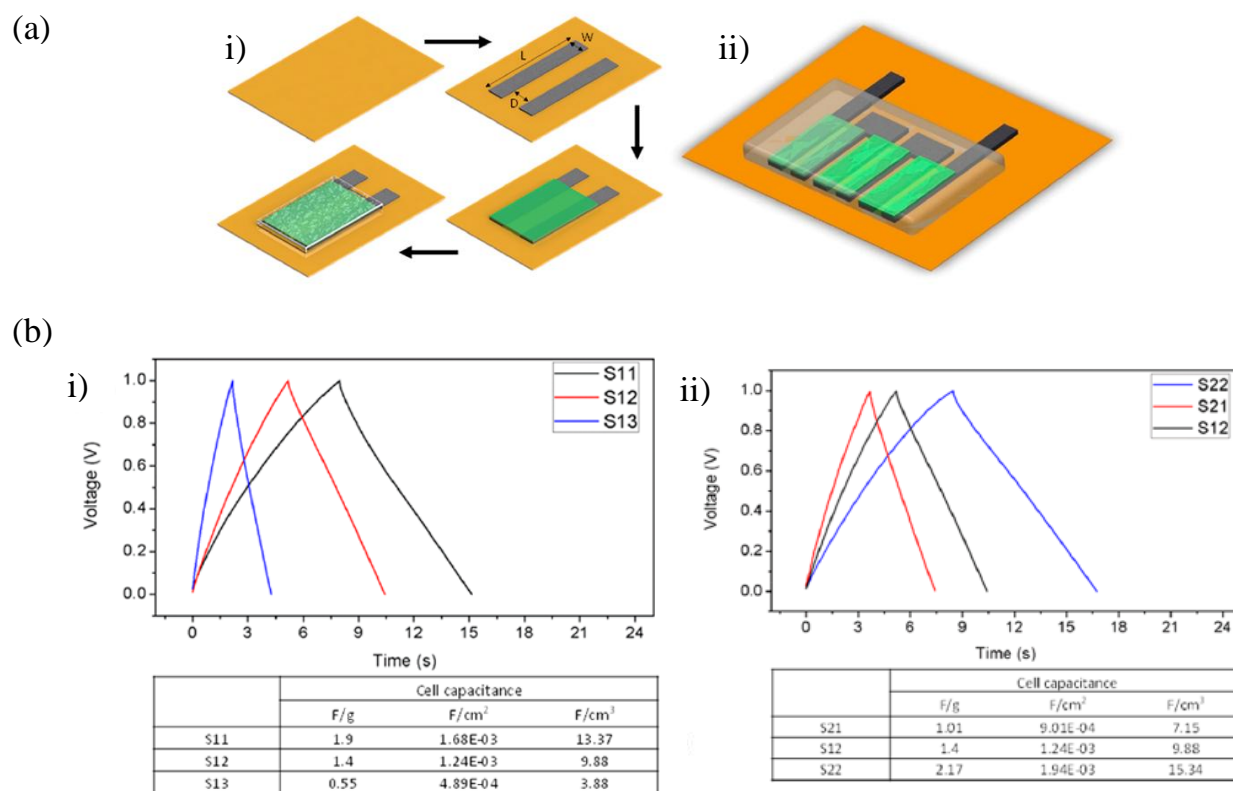 (a)
i)
L
W
D
ii)
(b)
i)
1.0
0.8
0.6
0.4
0.2
0.0
Voltage (V)
S11
S12
S13
0 3 6 9 12 15 18 21 24
Time (s)
Cell capacitance
F/g F/cm² F/cm³
S11 1.9 1.68E-03 13.37
S12 1.4 1.24E-03 9.88
S13 0.55 4.89E-04 3.88
ii)
1.0
0.8
0.6
0.4
0.2
0.0
Voltage (V)
S22
S21
S12
0 3 6 9 12 15 18 21 24
Time (s)
Cell capacitance
F/g F/cm² F/cm³
S21 1.01 9.01E-04 7.15
S12 1.4 1.24E-03 9.88
S22 2.17 1.94E-03 15.34